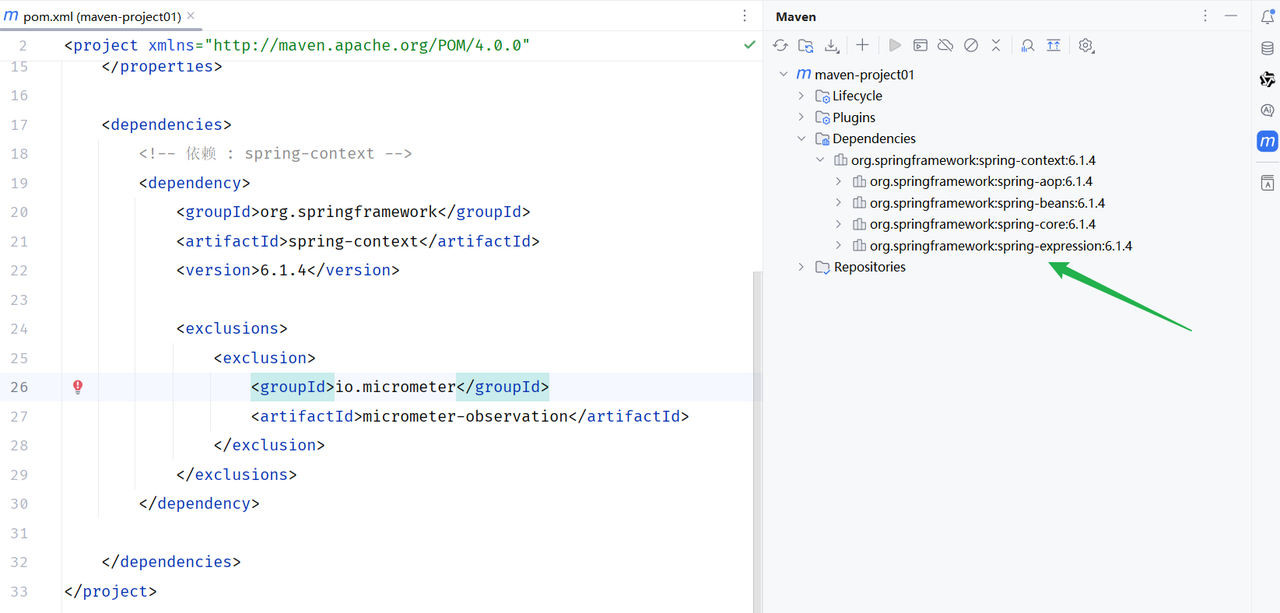 pom.xml (maven-project01)
2 <project xmlns="http://maven.apache.org/POM/4.0.0"
15 </properties>
16
17 <dependencies>
18 <!-- 依赖 : spring-context -->
19 <dependency>
20 <groupId>org.springframework</groupId>
21 <artifactId>spring-context</artifactId>
22 <version>6.1.4</version>
23
24 <exclusions>
25 <exclusion>
26 <groupId>io.micrometer</groupId>
27 <artifactId>micrometer-observation</artifactId>
28 </exclusion>
29 </exclusions>
30 </dependency>
31
32 </dependencies>
33 </project>
Maven
maven-project01
Lifecycle
Plugins
Dependencies
org.springframework:spring-context:6.1.4
org.springframework:spring-aop:6.1.4
org.springframework:spring-beans:6.1.4
org.springframework:spring-core:6.1.4
org.springframework:spring-expression:6.1.4
Repositories